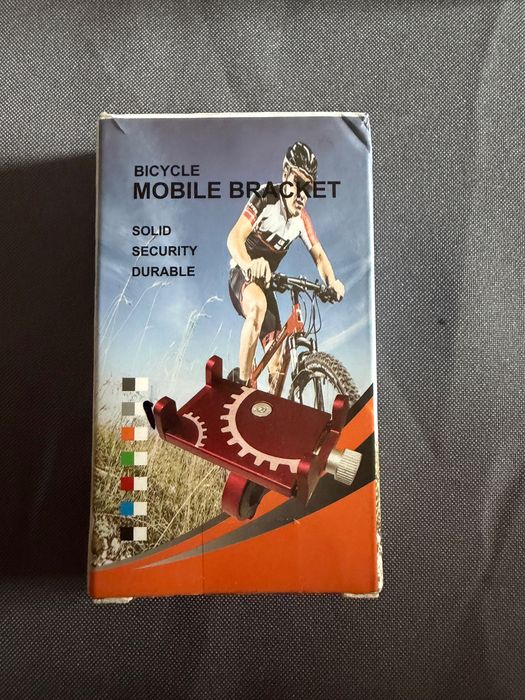 BICYCLE
MOBILE BRACKET
SOLID
SECURITY
DURABLE